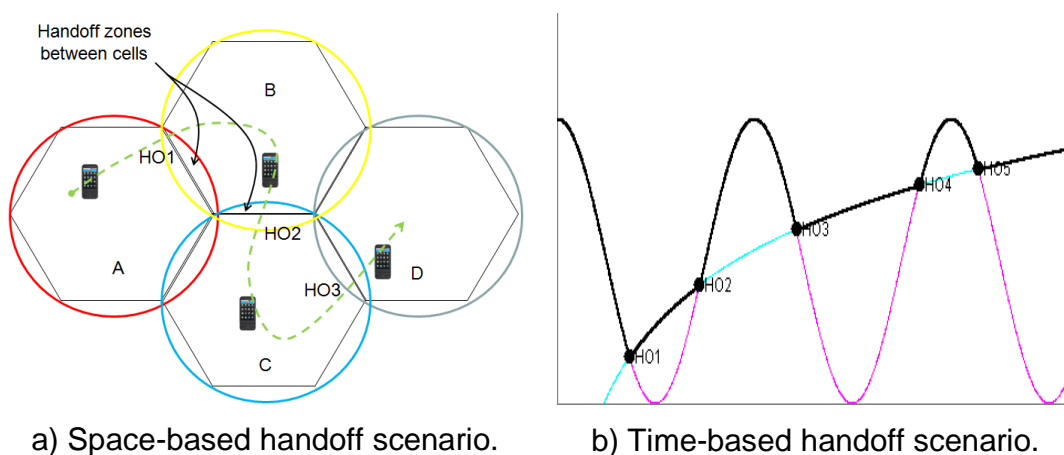 Handoff zones
between cells
B
HO1
HO2
A
D
HO3
C
HO1
HO2
HO3
HO4
HO5
a) Space-based handoff scenario.
b) Time-based handoff scenario.